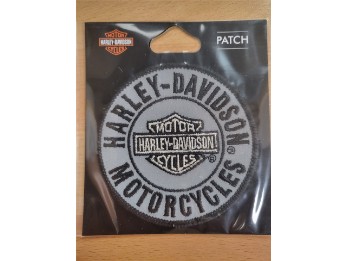 MOTOR
HARLEY-DAVIDSON
CYCLES
PATCH
HARLEY-DAVIDSON®
MOTOR
HARLEY-DAVIDSON
CYCLES®
MOTORCYCLES